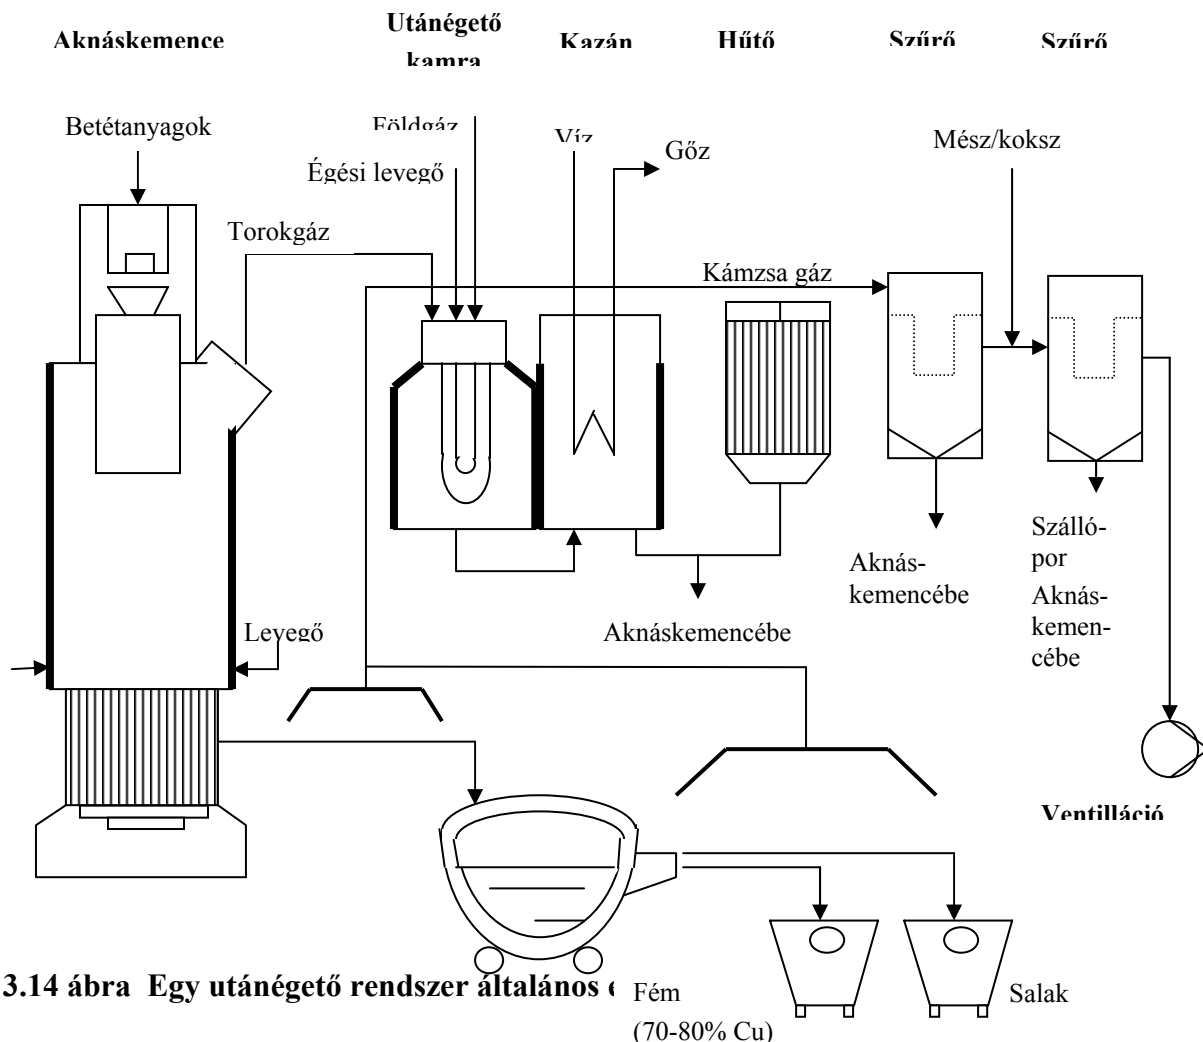 Aknáskemence
Utánégető
kamra
Kazán
Hűtő
Szűrő
Szűrő
Betétanyagok
Földgáz
Víz
Mész/koksz
Égési levegő
Gőz
Torokgáz
Kámzsa gáz
Aknás-
kemencébe
Szálló-
por
Aknás-
kemen-
cébe
Levegő
Aknáskemencébe
Ventilláció
3.14 ábra Egy utánégető rendszer általános
Fém
(70-80% Cu)
Salak